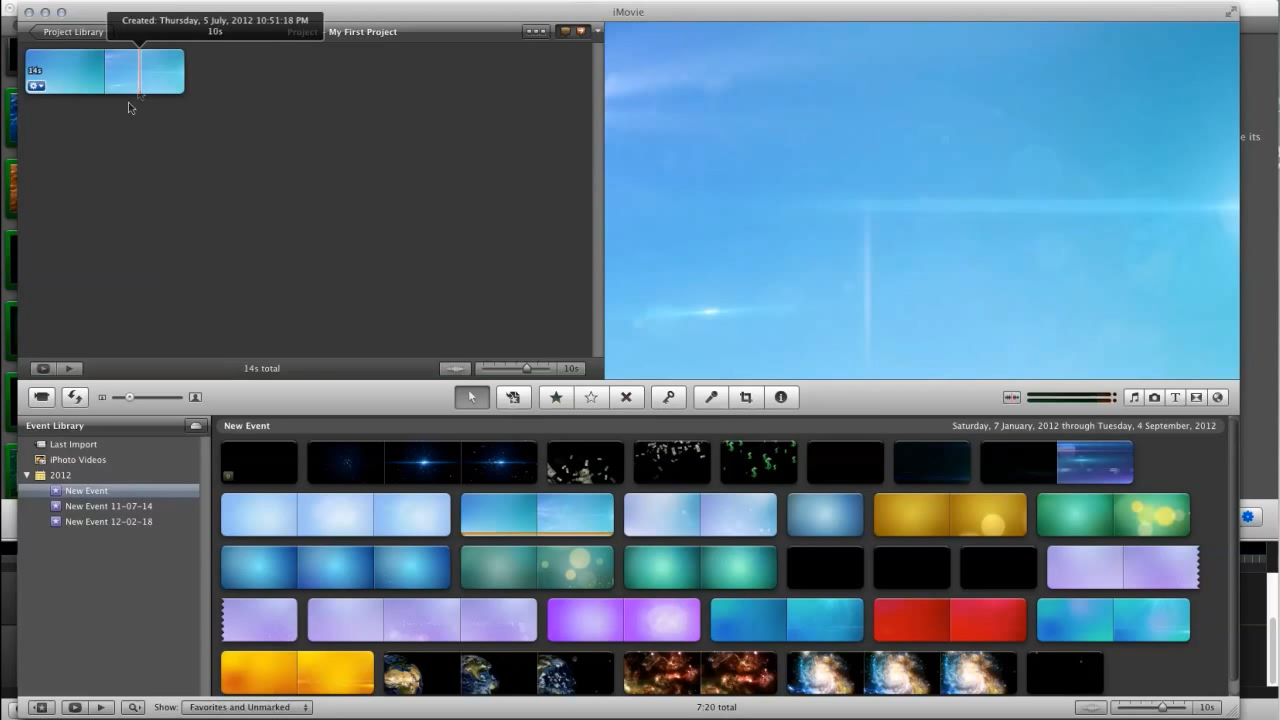 iMovie
Created: Thursday, 5 July, 2012 10:51:18 PM
10s
Project Library
Project
My First Project
e its
14s
14s total
10s
Event Library
New Event
Saturday, 7 January, 2012 through Tuesday, 4 September, 2012
Last Import
iPhoto Videos
2012
New Event
New Event 11-07-14
New Event 12-02-18
Show:
Favorites and Unmarked
7:20 total
10s